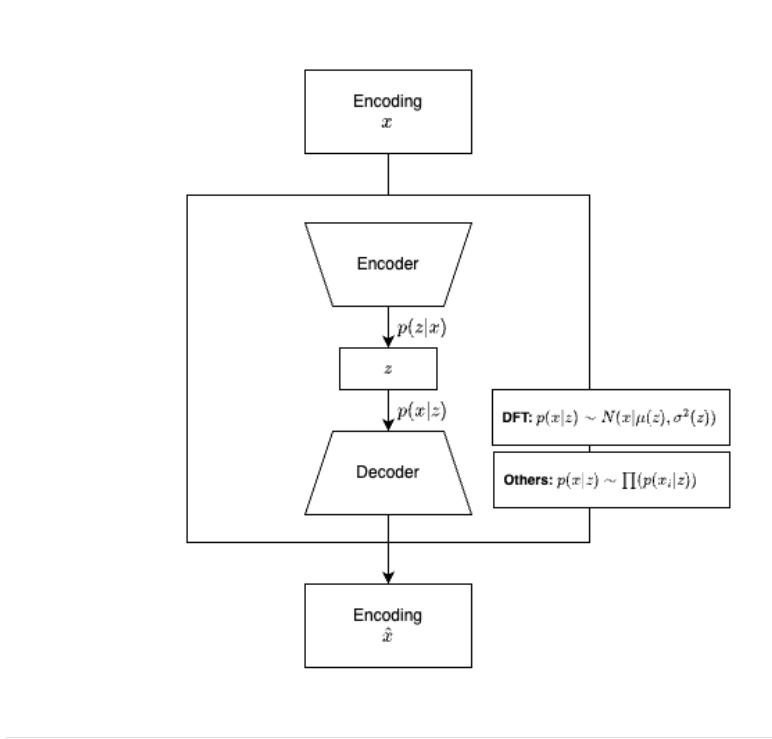 Encoding
x
Encoder
p(z|x)
z
p(x|z)
DFT: p(x|z) ∼ N(x|μ(z), σ²(z))
Decoder
Others: p(x|z) ∼ ∏(p(xᵢ|z))
Encoding
x̂